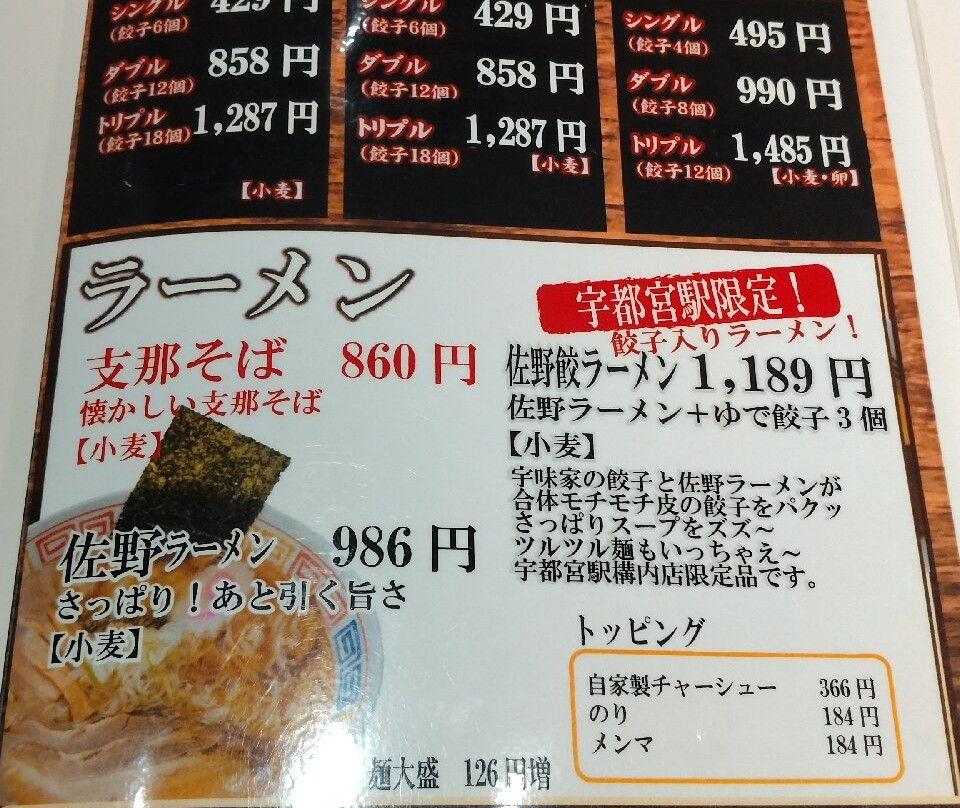 シングル 429円
(餃子6個)
ダブル 858円
(餃子12個)
トリプル 1,287円
(餃子18個)
【小麦】
シングル 429円
(餃子6個)
ダブル 858円
(餃子12個)
トリプル 1,287円
(餃子18個)
【小麦】
シングル 495円
(餃子4個)
ダブル 990円
(餃子8個)
トリプル 1,485円
(餃子12個)
【小麦・卵】
ラーメン
支那そば 860円
懐かしい支那そば
【小麦】
佐野ラーメン 986円
さっぱり！あと引く旨さ
【小麦】
麺大盛 126円増
宇都宮駅限定！
餃子入りラーメン！
佐野餃ラーメン 1,189円
佐野ラーメン＋ゆで餃子3個
【小麦】
宇味家の餃子と佐野ラーメンが
合体モチモチ皮の餃子をパクッ
さっぱりスープをズズ～
ツルツル麺もいっちゃえ～
宇都宮駅構内店限定品です。
トッピング
自家製チャーシュー 366円
のり 184円
メンマ 184円